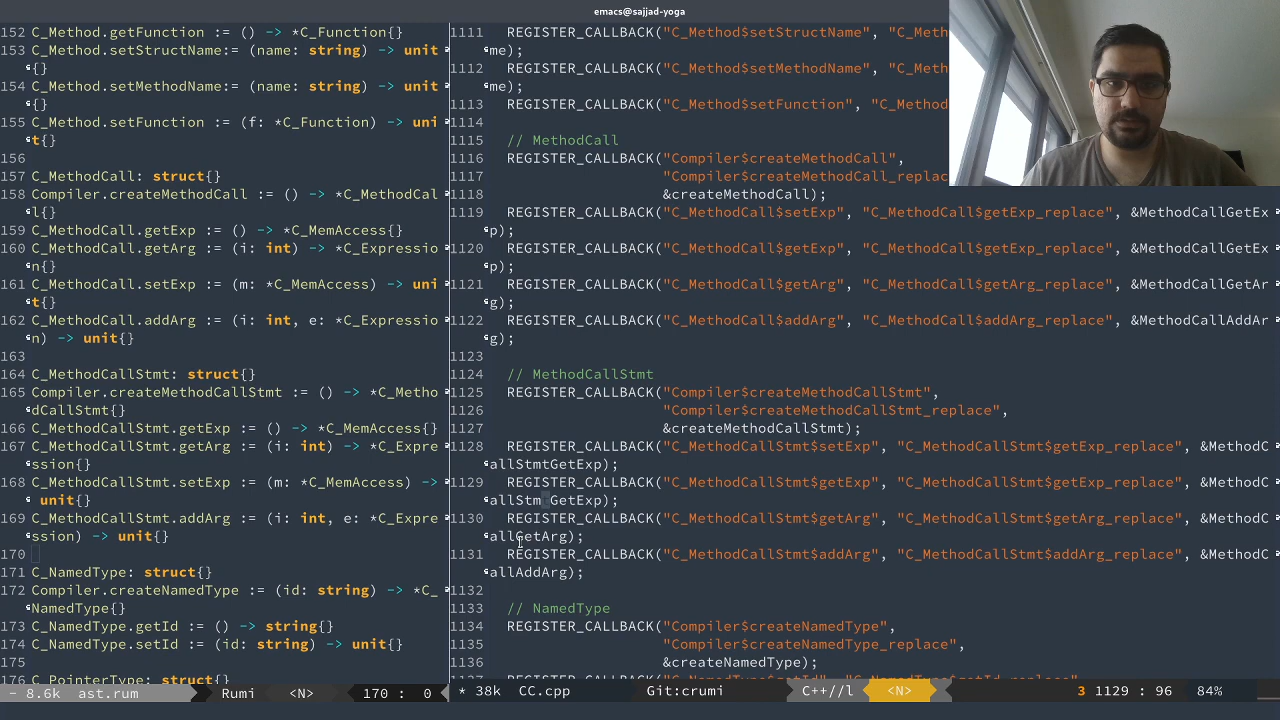 emacs@sajjad-yoga
152 C_Method.getFunction := () -> *C_Function{}
153 C_Method.setStructName:= (name: string) -> unit
{}
154 C_Method.setMethodName:= (name: string) -> unit
{}
155 C_Method.setFunction := (f: *C_Function) -> uni
t{}
156
157 C_MethodCall: struct{}
158 Compiler.createMethodCall := () -> *C_MethodCal
l{}
159 C_MethodCall.getExp := () -> *C_MemAccess{}
160 C_MethodCall.getArg := (i: int) -> *C_Expressio
n{}
161 C_MethodCall.setExp := (m: *C_MemAccess) -> uni
t{}
162 C_MethodCall.addArg := (i: int, e: *C_Expressio
n) -> unit{}
163
164 C_MethodCallStmt: struct{}
165 Compiler.createMethodCallStmt := () -> *C_Metho
dCallStmt{}
166 C_MethodCallStmt.getExp := () -> *C_MemAccess{}
167 C_MethodCallStmt.getArg := (i: int) -> *C_Expre
ssion{}
168 C_MethodCallStmt.setExp := (m: *C_MemAccess) ->
unit{}
169 C_MethodCallStmt.addArg := (i: int, e: *C_Expre
ssion) -> unit{}
170
171 C_NamedType: struct{}
172 Compiler.createNamedType := (id: string) -> *C_
NamedType{}
173 C_NamedType.getId := () -> string{}
174 C_NamedType.setId := (id: string) -> unit{}
175
176 C_PointerType: struct{}
- 8.6k ast.rum Rumi <N> 170 : 0
1111 REGISTER_CALLBACK("C_Method$setStructName", "C_Meth
me);
1112 REGISTER_CALLBACK("C_Method$setMethodName", "C_Meth
me);
1113 REGISTER_CALLBACK("C_Method$setFunction", "C_Method
1114
1115 // MethodCall
1116 REGISTER_CALLBACK("Compiler$createMethodCall",
1117 "Compiler$createMethodCall_replace
1118 &createMethodCall);
1119 REGISTER_CALLBACK("C_MethodCall$setExp", "C_MethodCall$getExp_replace", &MethodCallGetEx
p);
1120 REGISTER_CALLBACK("C_MethodCall$getExp", "C_MethodCall$getExp_replace", &MethodCallGetEx
p);
1121 REGISTER_CALLBACK("C_MethodCall$getArg", "C_MethodCall$getArg_replace", &MethodCallGetAr
g);
1122 REGISTER_CALLBACK("C_MethodCall$addArg", "C_MethodCall$addArg_replace", &MethodCallAddAr
g);
1123
1124 // MethodCallStmt
1125 REGISTER_CALLBACK("Compiler$createMethodCallStmt",
1126 "Compiler$createMethodCallStmt_replace",
1127 &createMethodCallStmt);
1128 REGISTER_CALLBACK("C_MethodCallStmt$setExp", "C_MethodCallStmt$getExp_replace", &MethodC
allStmtGetExp);
1129 REGISTER_CALLBACK("C_MethodCallStmt$getExp", "C_MethodCallStmt$getExp_replace", &MethodC
allStm GetExp);
1130 REGISTER_CALLBACK("C_MethodCallStmt$getArg", "C_MethodCallStmt$getArg_replace", &MethodC
allGetArg);
1131 REGISTER_CALLBACK("C_MethodCallStmt$addArg", "C_MethodCallStmt$addArg_replace", &MethodC
allAddArg);
1132
1133 // NamedType
1134 REGISTER_CALLBACK("Compiler$createNamedType",
1135 "Compiler$createNamedType_replace",
1136 &createNamedType);
* 38k CC.cpp Git:crumi C++//l <N> 3 1129 : 96 84%